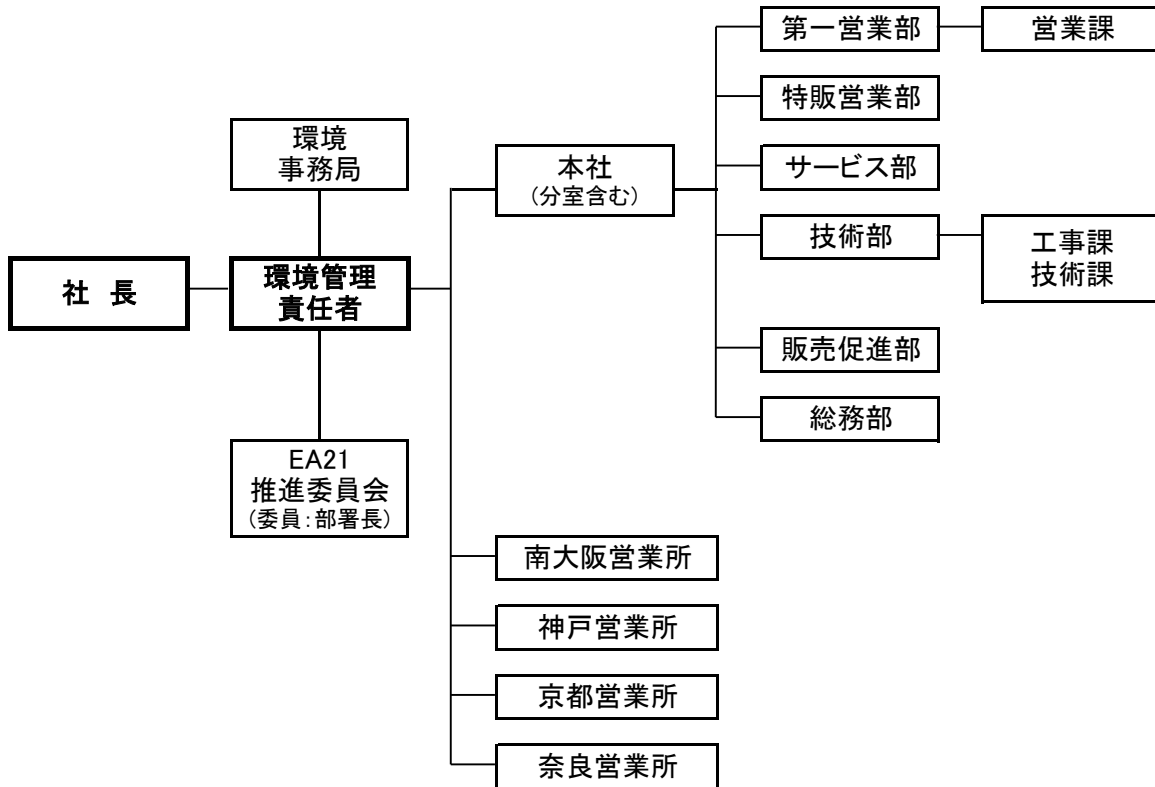 第一営業部
営業課
特販営業部
環境
事務局
本社
(分室含む)
サービス部
技術部
工事課
技術課
社 長
環境管理
責任者
販売促進部
総務部
EA21
推進委員会
(委員:部署長)
南大阪営業所
神戸営業所
京都営業所
奈良営業所